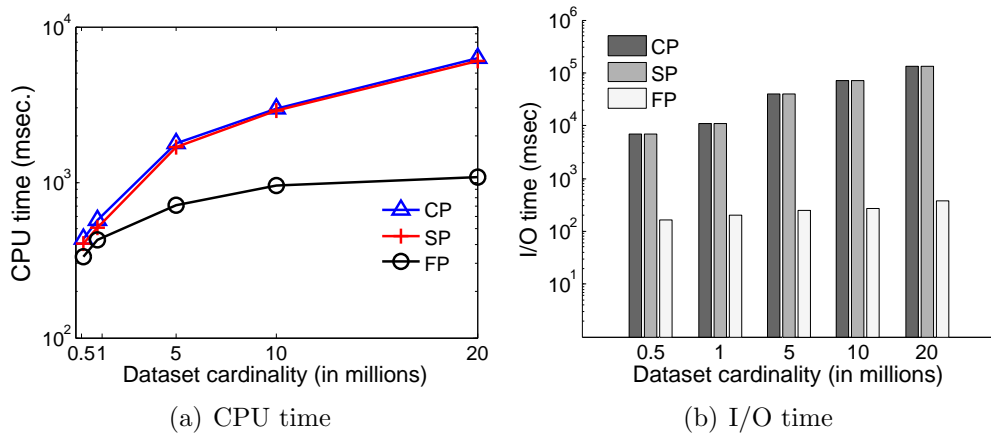 10^4
10^3
10^2
CPU time (msec.)
CP
SP
FP
0.5 1 5 10 20
Dataset cardinality (in millions)
(a) CPU time
10^6
10^5
10^4
10^3
10^2
10^1
I/O time (msec)
CP
SP
FP
0.5 1 5 10 20
Dataset cardinality (in millions)
(b) I/O time